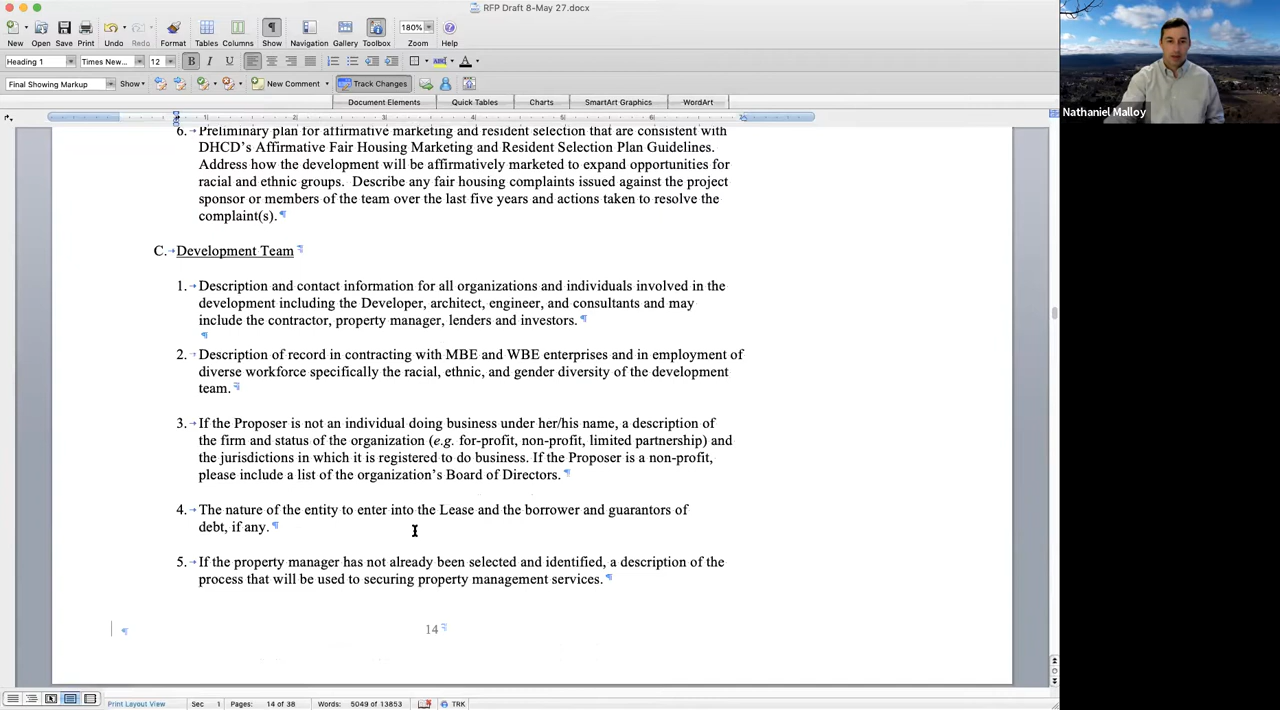 RFP Draft 8-May 27.docx
180%
New Open Save Print Undo Redo Format Tables Columns Show Navigation Gallery Toolbox Zoom Help
Heading 1 Times New... 12 B I U ABC A
Final Showing Markup Show New Comment Track Changes
Document Elements Quick Tables Charts SmartArt Graphics WordArt
6. Preliminary plan for affirmative marketing and resident selection that are consistent with
DHCD's Affirmative Fair Housing Marketing and Resident Selection Plan Guidelines.
Address how the development will be affirmatively marketed to expand opportunities for
racial and ethnic groups. Describe any fair housing complaints issued against the project
sponsor or members of the team over the last five years and actions taken to resolve the
complaint(s). ¶
C. Development Team ¶
1. Description and contact information for all organizations and individuals involved in the
development including the Developer, architect, engineer, and consultants and may
include the contractor, property manager, lenders and investors. ¶
¶
2. Description of record in contracting with MBE and WBE enterprises and in employment of
diverse workforce specifically the racial, ethnic, and gender diversity of the development
team. ¶
3. If the Proposer is not an individual doing business under her/his name, a description of
the firm and status of the organization (e.g. for-profit, non-profit, limited partnership) and
the jurisdictions in which it is registered to do business. If the Proposer is a non-profit,
please include a list of the organization's Board of Directors. ¶
4. The nature of the entity to enter into the Lease and the borrower and guarantors of
debt, if any. ¶
5. If the property manager has not already been selected and identified, a description of the
process that will be used to securing property management services. ¶
¶ 14 ¶
Print Layout View Sec 1 Pages: 14 of 38 Words: 5049 of 13853 TRK
Nathaniel Malloy